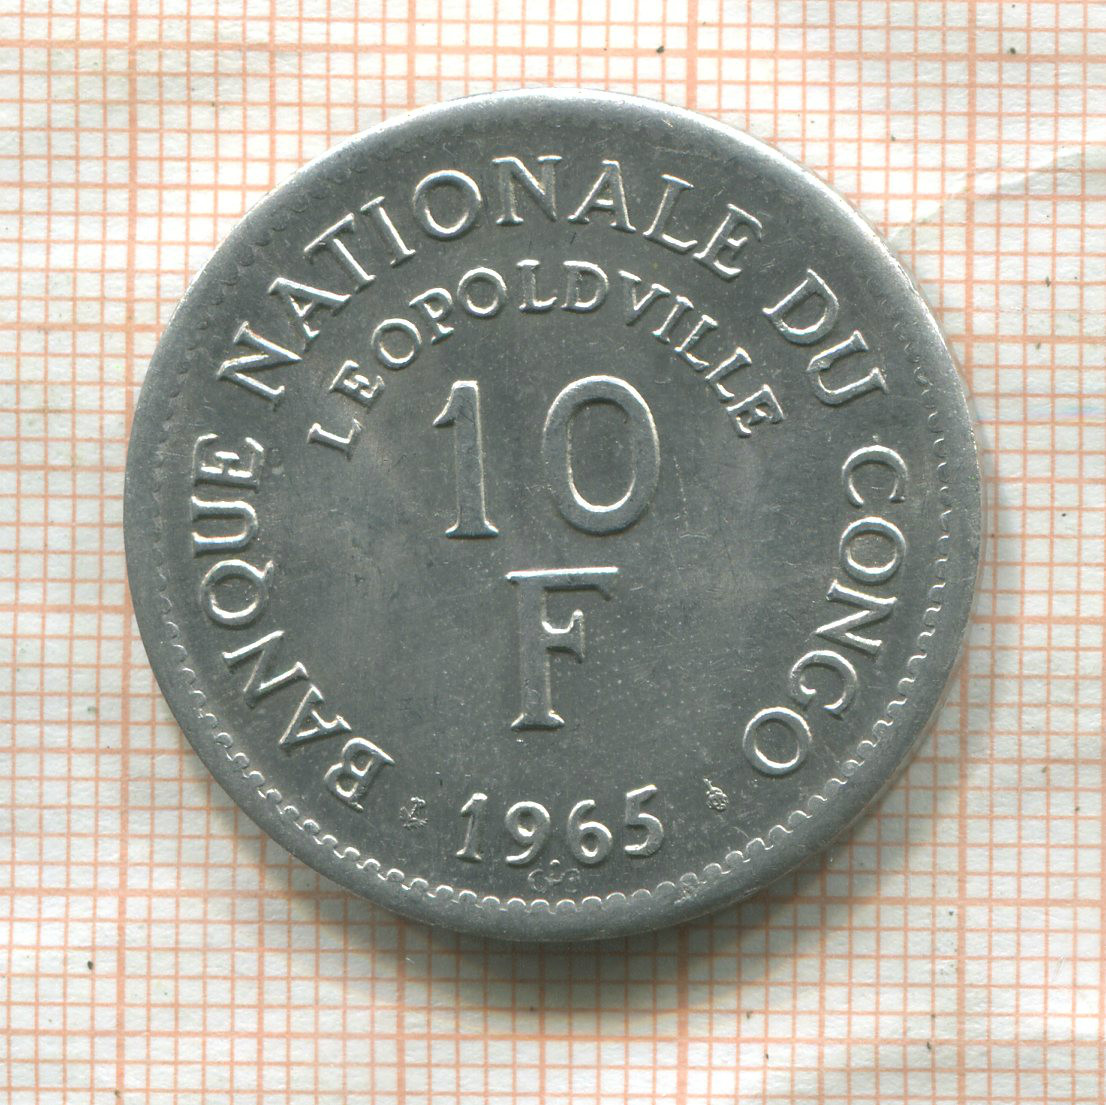 BANQUE NATIONALE DU CONGO
LEOPOLDVILLE
10
F
1965